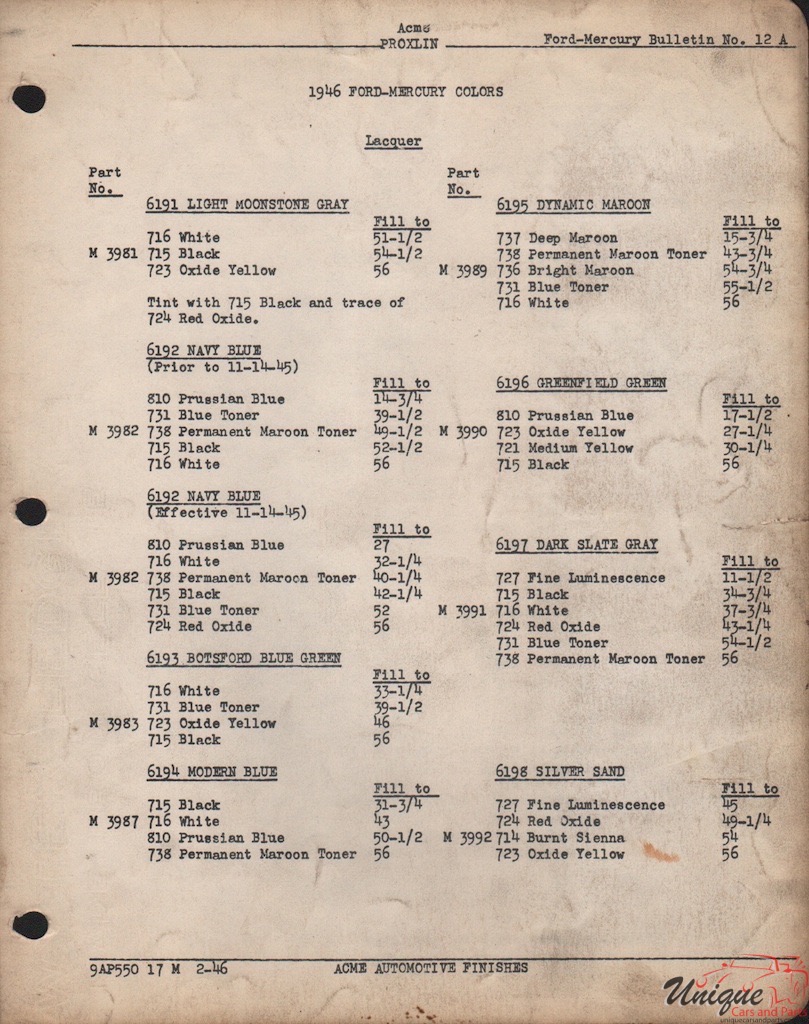 Acme
PROXLIN
Ford-Mercury Bulletin No. 12 A
1946 FORD-MERCURY COLORS
Lacquer
Part
No.
6191 LIGHT MOONSTONE GRAY
Fill to
716 White 51-1/2
M 3981 715 Black 54-1/2
723 Oxide Yellow 56
Tint with 715 Black and trace of
724 Red Oxide.
6192 NAVY BLUE
(Prior to 11-14-45)
Fill to
810 Prussian Blue 14-3/4
731 Blue Toner 39-1/2
M 3982 738 Permanent Maroon Toner 49-1/2
715 Black 52-1/2
716 White 56
6192 NAVY BLUE
(Effective 11-14-45)
Fill to
810 Prussian Blue 27
716 White 32-1/4
M 3982 738 Permanent Maroon Toner 40-1/4
715 Black 42-1/4
731 Blue Toner 52
724 Red Oxide 56
6193 BOTSFORD BLUE GREEN
Fill to
716 White 33-1/4
731 Blue Toner 39-1/2
M 3983 723 Oxide Yellow 46
715 Black 56
6194 MODERN BLUE
Fill to
715 Black 31-3/4
M 3987 716 White 43
810 Prussian Blue 50-1/2
738 Permanent Maroon Toner 56
Part
No.
6195 DYNAMIC MAROON
Fill to
737 Deep Maroon 15-3/4
738 Permanent Maroon Toner 43-3/4
M 3989 736 Bright Maroon 54-3/4
731 Blue Toner 55-1/2
716 White 56
6196 GREENFIELD GREEN
Fill to
810 Prussian Blue 17-1/2
M 3990 723 Oxide Yellow 27-1/4
721 Medium Yellow 30-1/4
715 Black 56
6197 DARK SLATE GRAY
Fill to
727 Fine Luminescence 11-1/2
715 Black 34-3/4
M 3991 716 White 37-3/4
724 Red Oxide 43-1/4
731 Blue Toner 54-1/2
738 Permanent Maroon Toner 56
6198 SILVER SAND
Fill to
727 Fine Luminescence 45
724 Red Oxide 49-1/4
M 3992 714 Burnt Sienna 54
723 Oxide Yellow 56
9AP550 17 M 2-46
ACME AUTOMOTIVE FINISHES
Unique
Cars and Parts